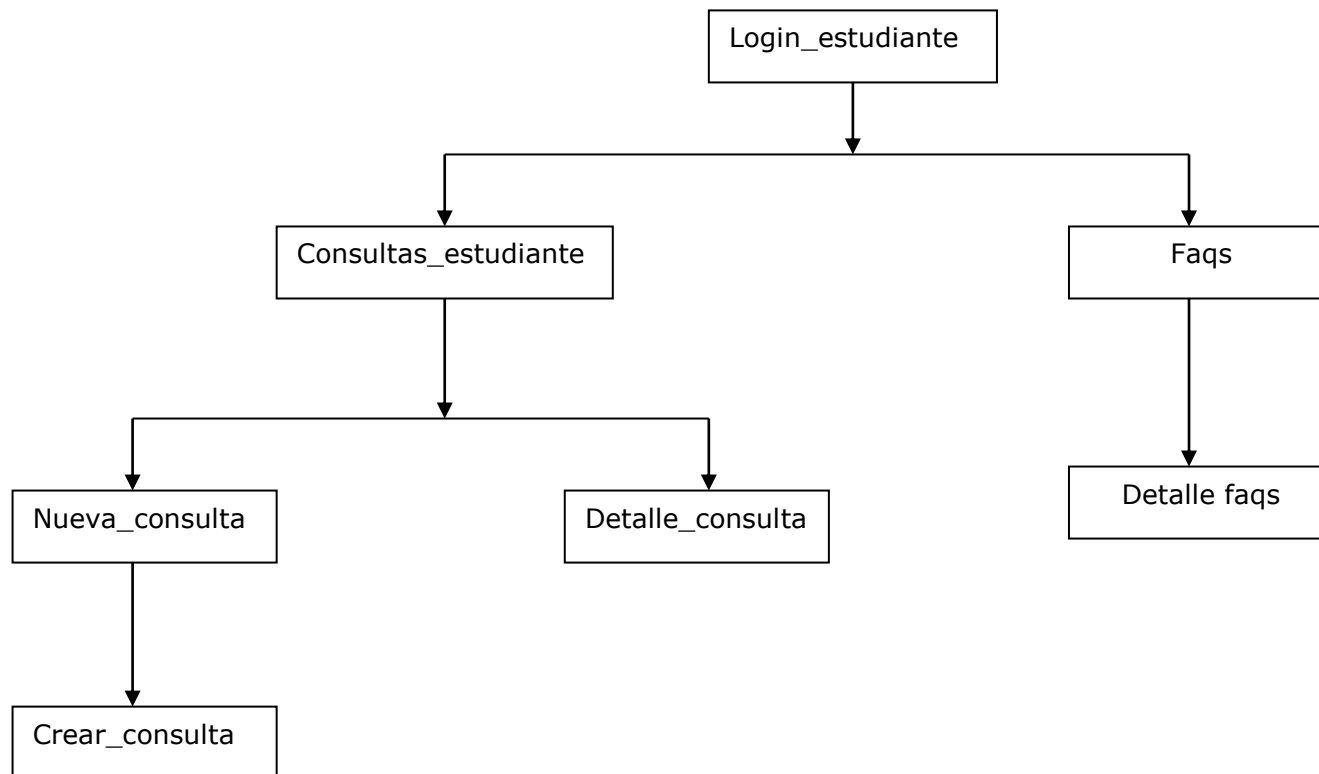 Login_estudiante
Consultas_estudiante
Faqs
Nueva_consulta
Detalle_consulta
Detalle faqs
Crear_consulta